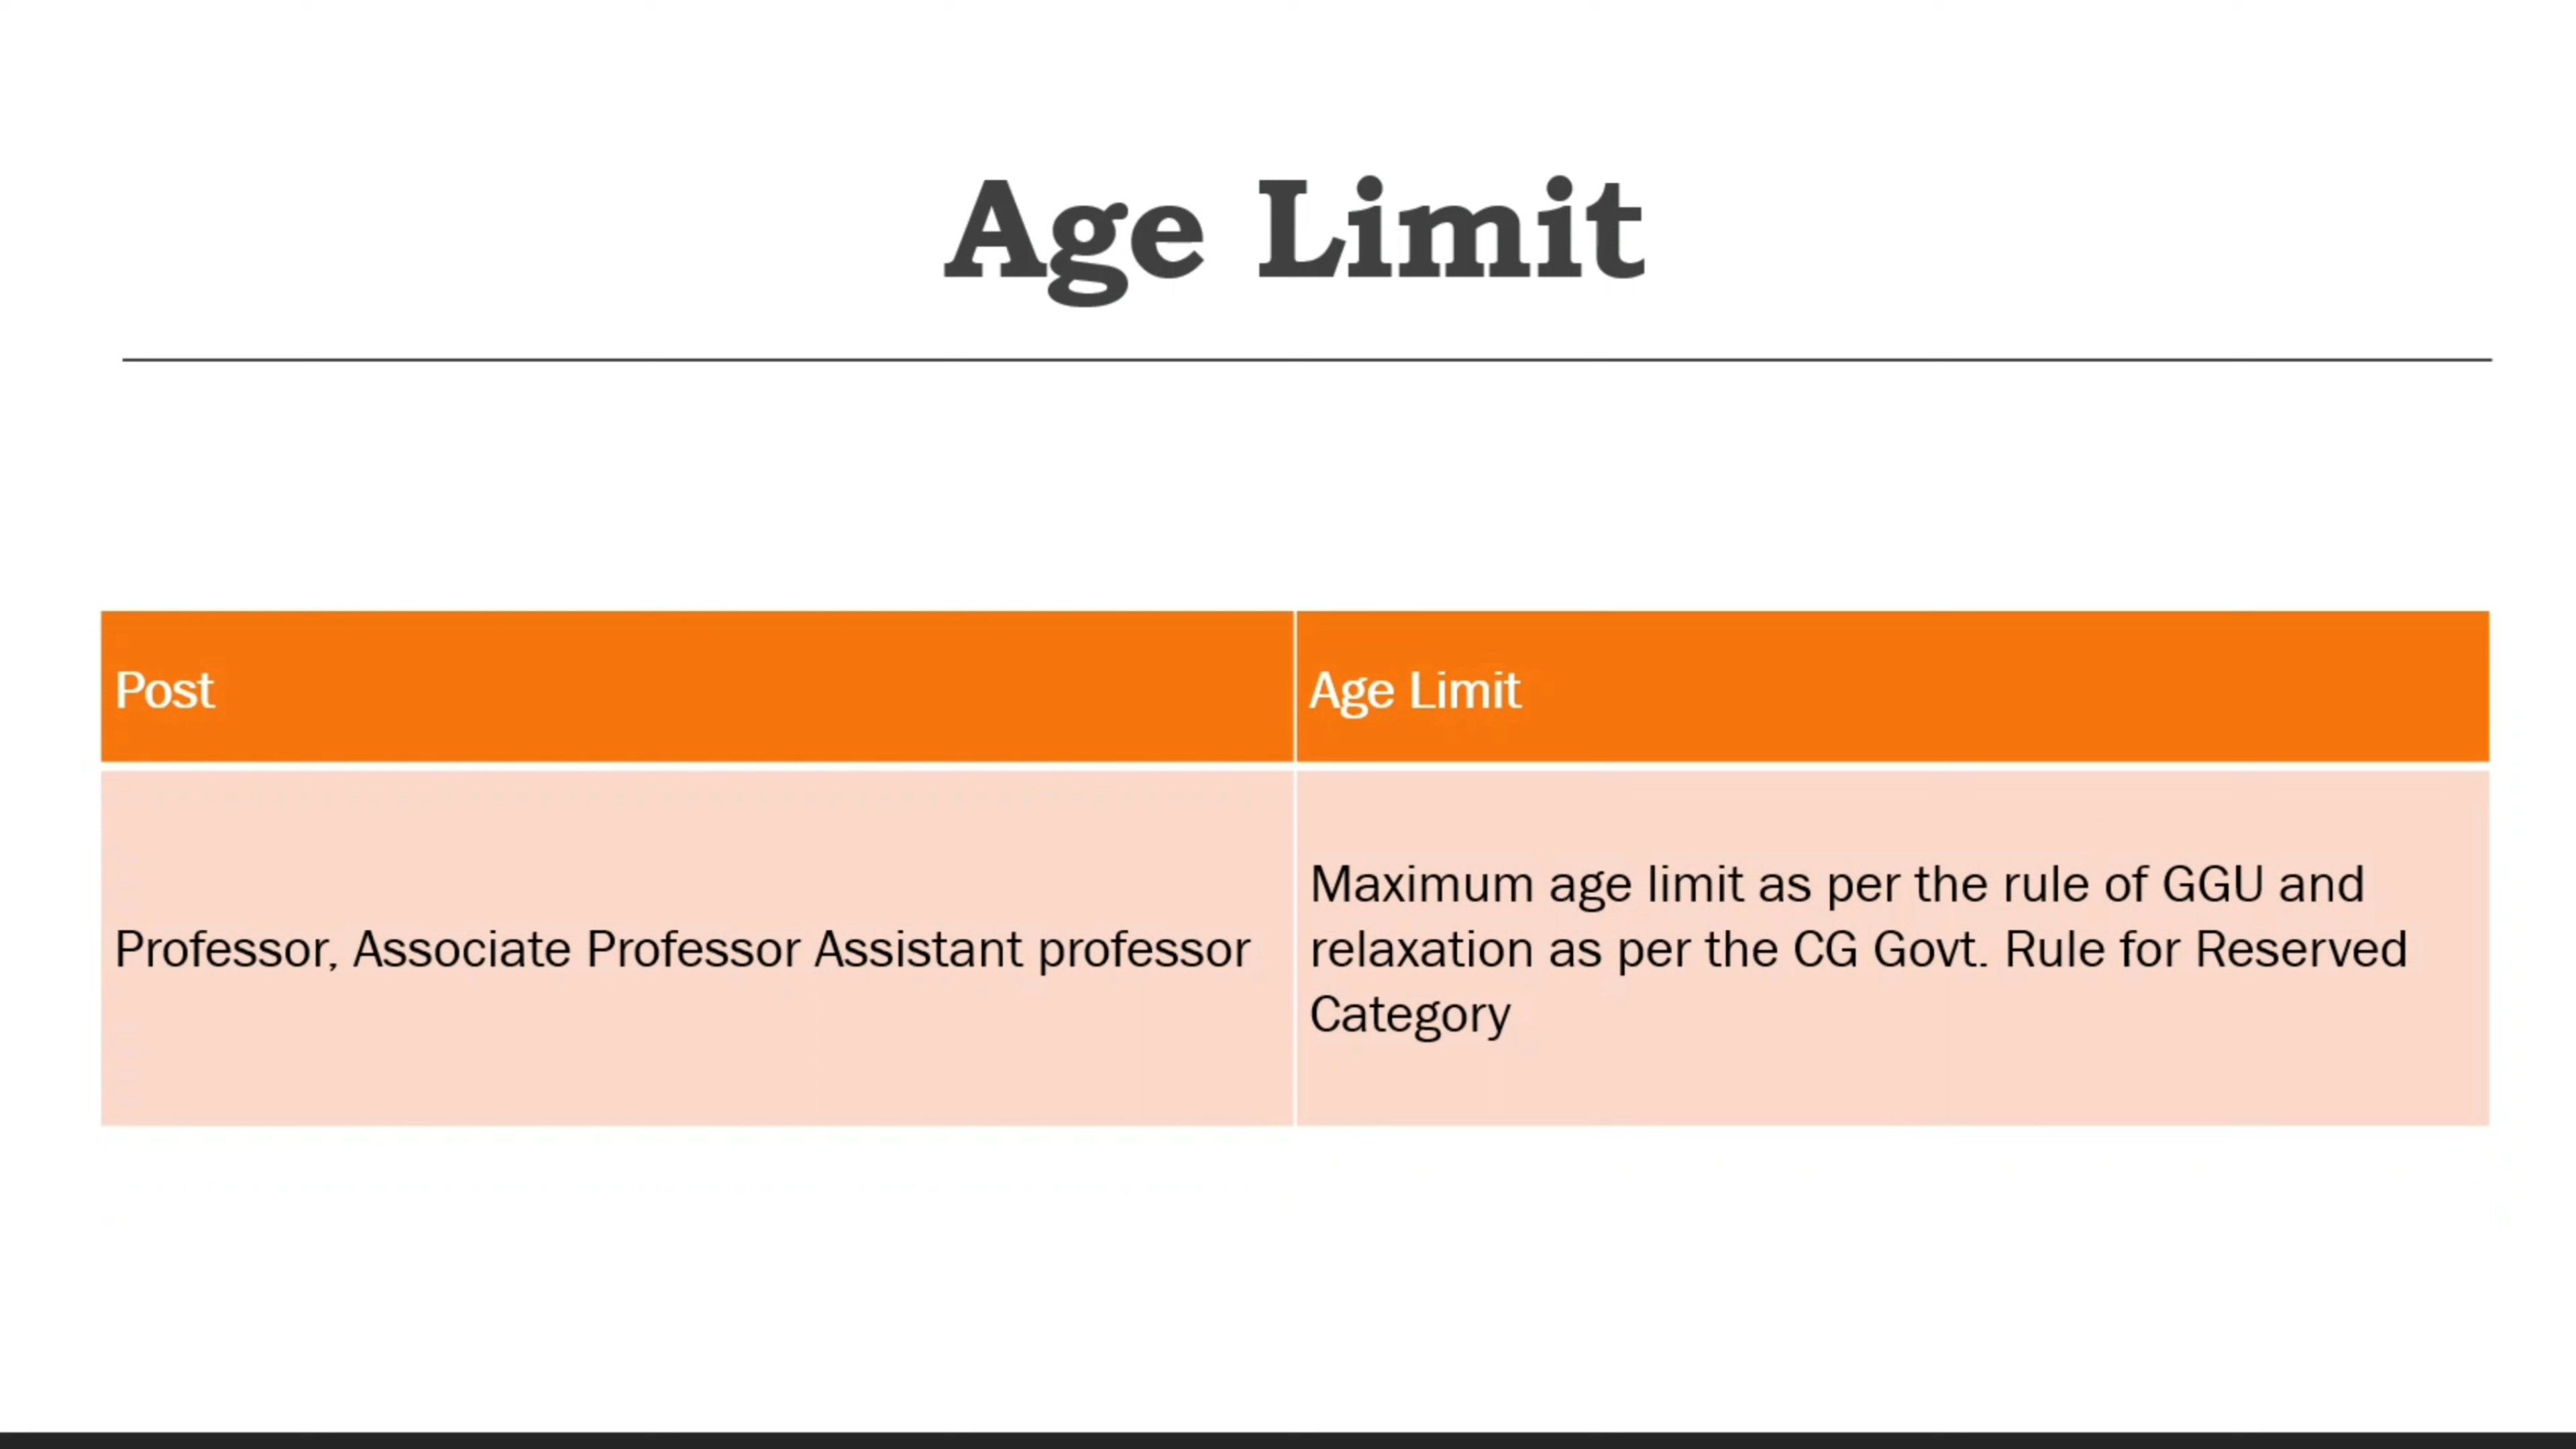 Age Limit
Post
Age Limit
Professor, Associate Professor Assistant professor
Maximum age limit as per the rule of GGU and
relaxation as per the CG Govt. Rule for Reserved
Category